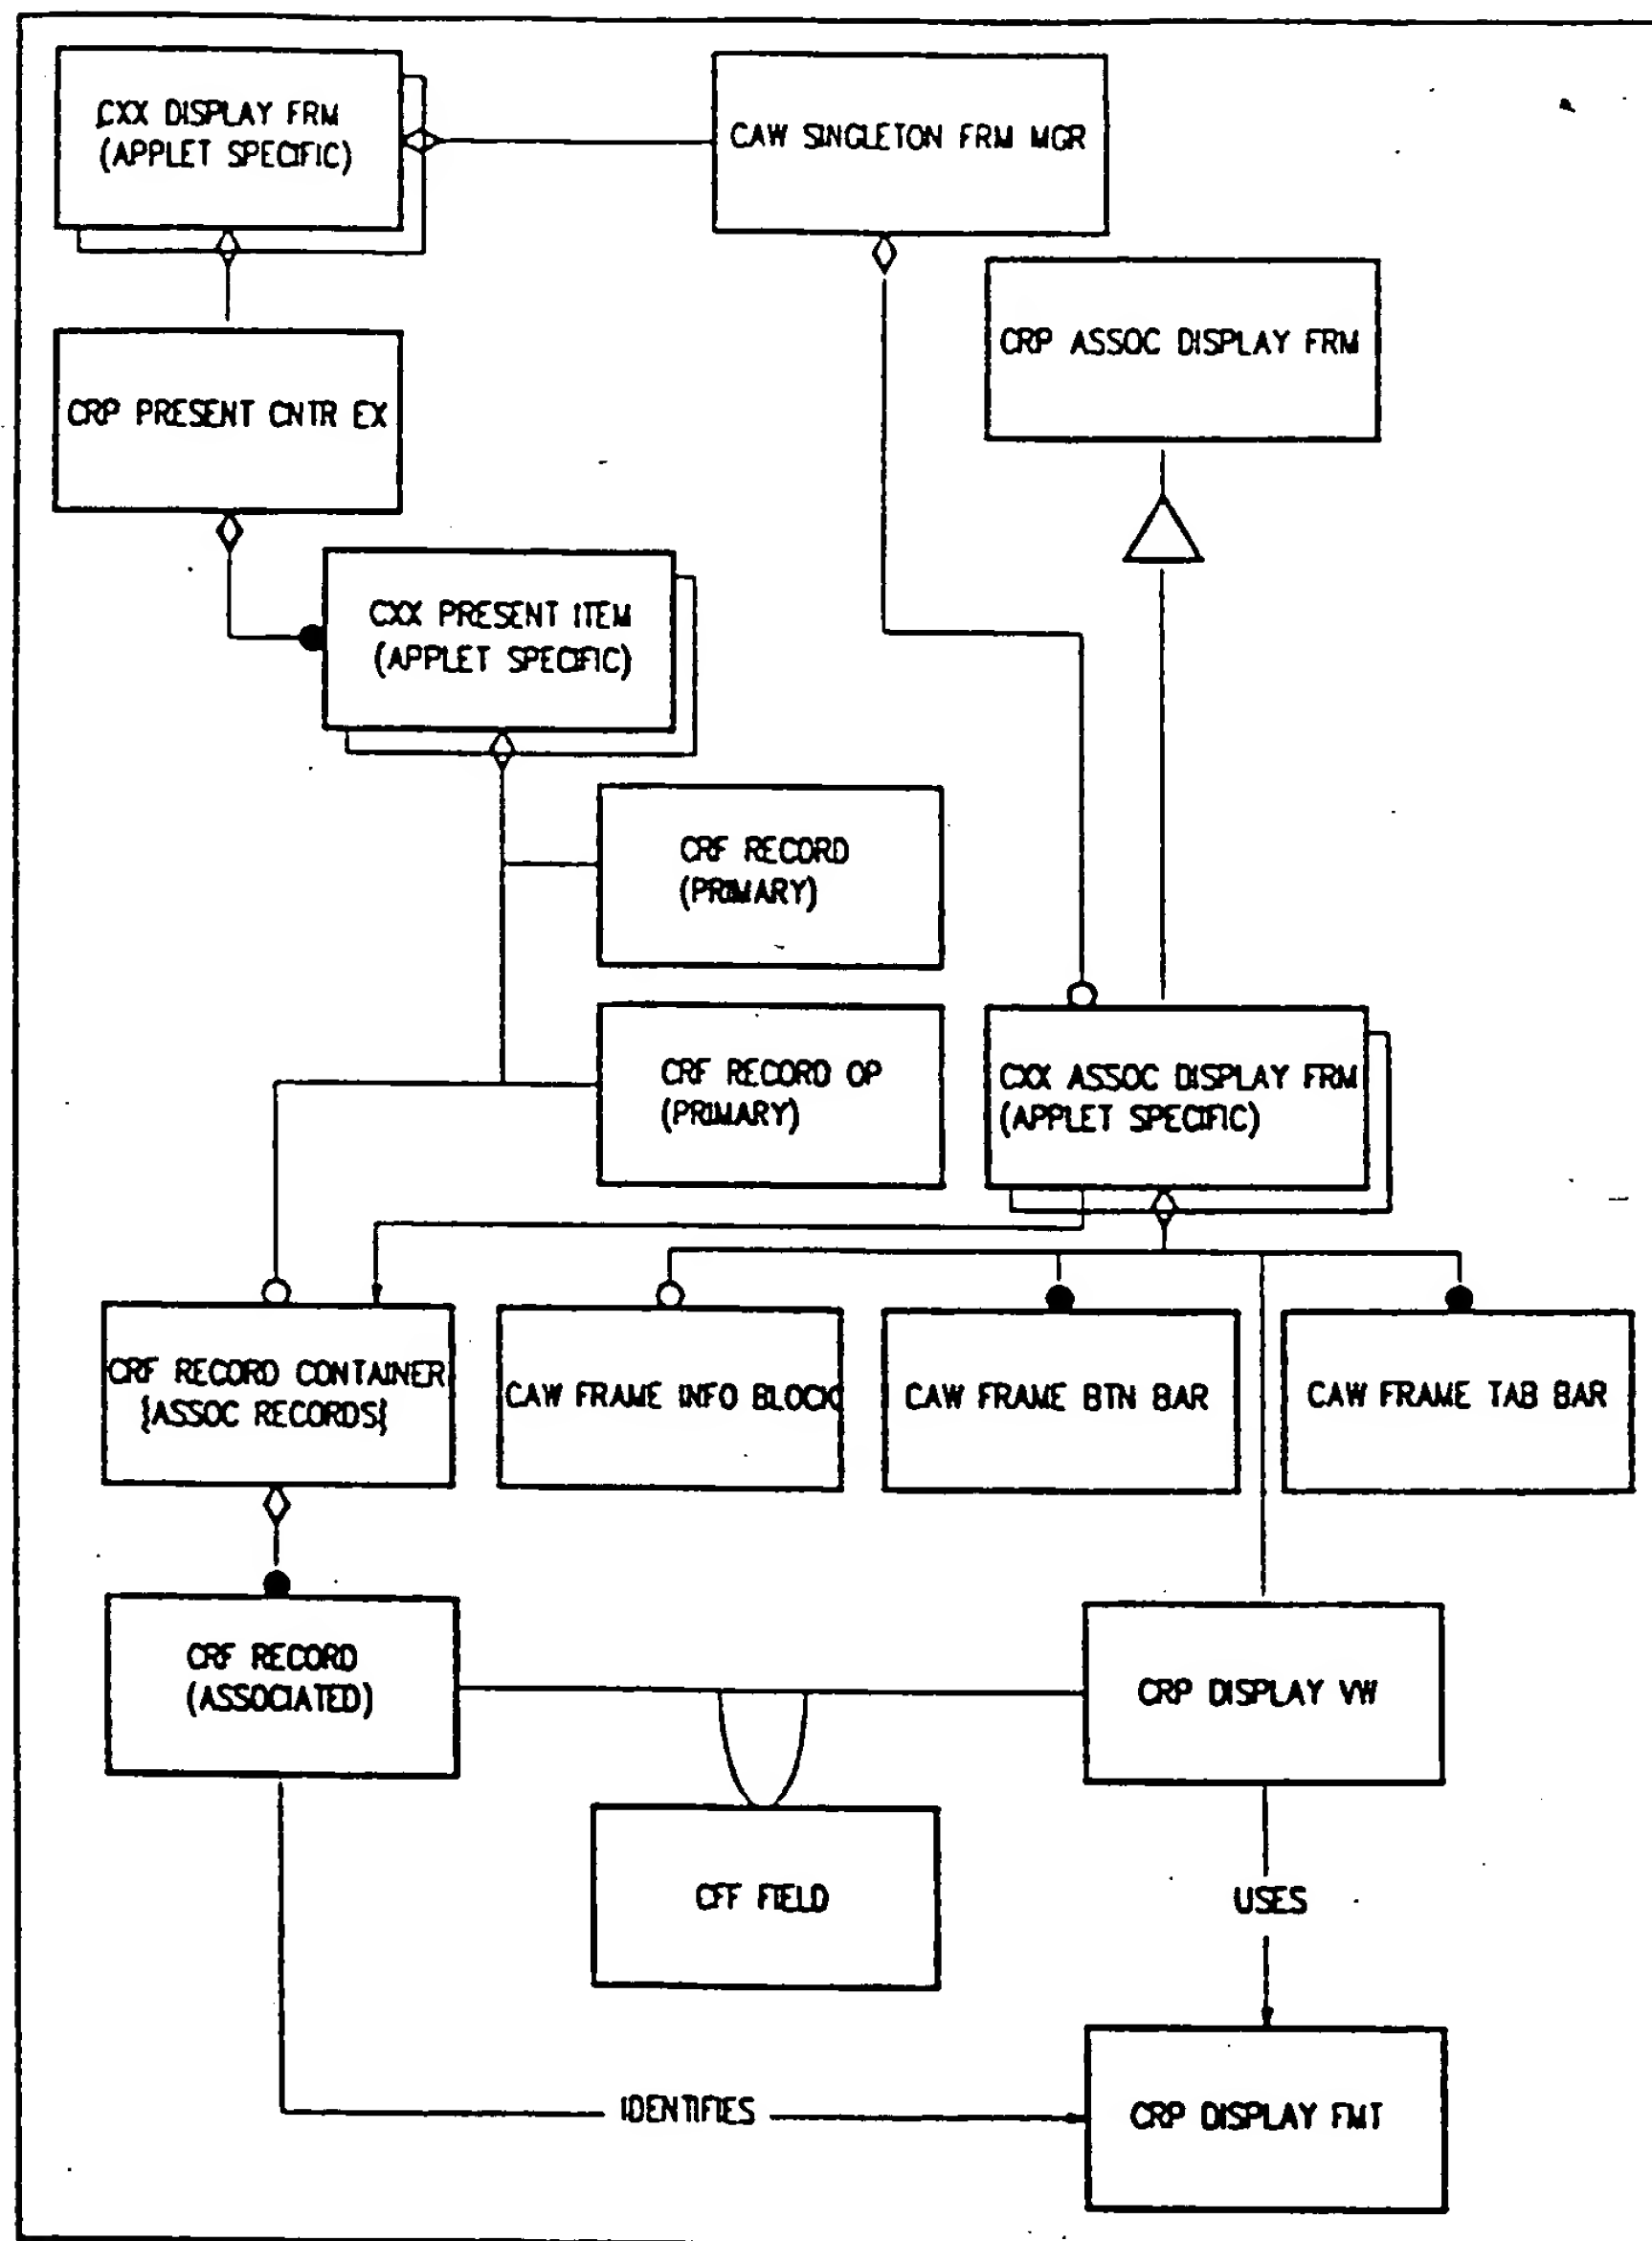 CXX DISPLAY FRM
(APPLET SPECIFIC)
CAW SINGLETON FRM MGR
CRP ASSOC DISPLAY FRM
CRP PRESENT CNTR EX
CXX PRESENT ITEM
(APPLET SPECIFIC)
CRF RECORD
(PRIMARY)
CRF RECORD OP
(PRIMARY)
CXX ASSOC DISPLAY FRM
(APPLET SPECIFIC)
CRF RECORD CONTAINER
{ASSOC RECORDS{
CAW FRAME INFO BLOCK
CAW FRAME BTN BAR
CAW FRAME TAB BAR
CRF RECORD
(ASSOCIATED)
CRP DISPLAY VW
CFF FIELD
USES
IDENTIFIES
CRP DISPLAY FMT